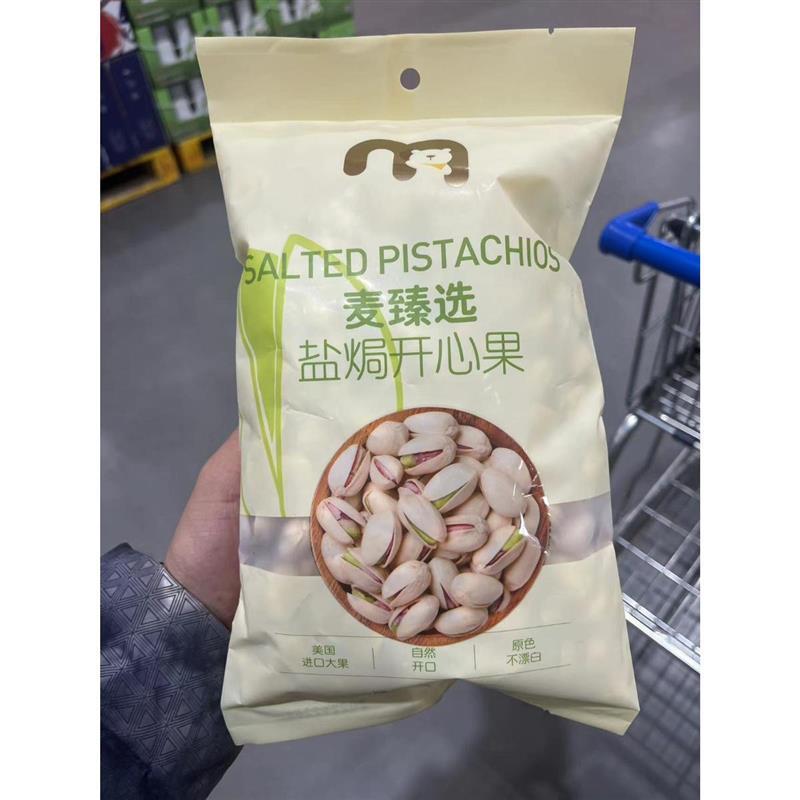 SALTED PISTACHIOS
麦臻选
盐焗开心果
美国
进口大果
自然
开口
原色
不漂白